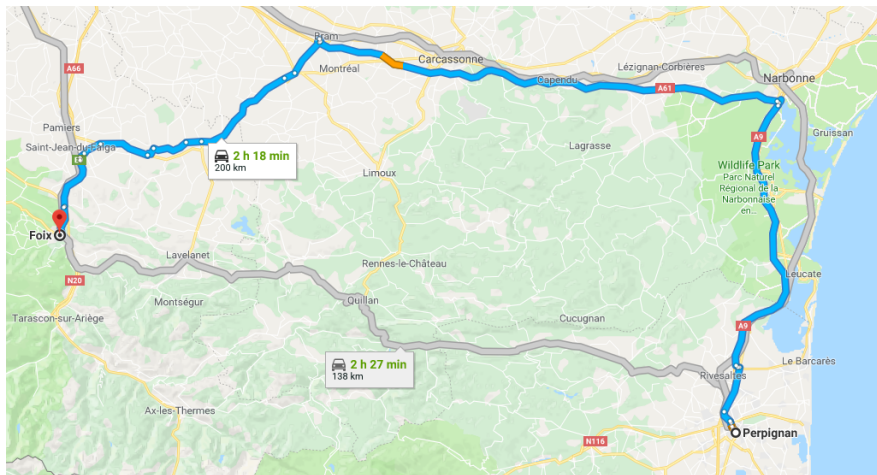 Bram
Carcassonne
Lézignan-Corbières
A66
Montréal
Narbonne
Capendu
A61
Pamiers
Gruissan
A9
Saint-Jean-du-Falga
2 h 18 min
200 km
Lagrasse
Wildlife Park
Parc Naturel
Régional de la
Narbonnaise
en...
Limoux
Foix
Lavelanet
Rennes-le-Château
Leucate
N20
Montségur
Quillan
Tarascon-sur-Ariège
Cucugnan
A9
2 h 27 min
138 km
Le Barcarès
Rivesaltes
Ax-les-Thermes
N116
Perpignan